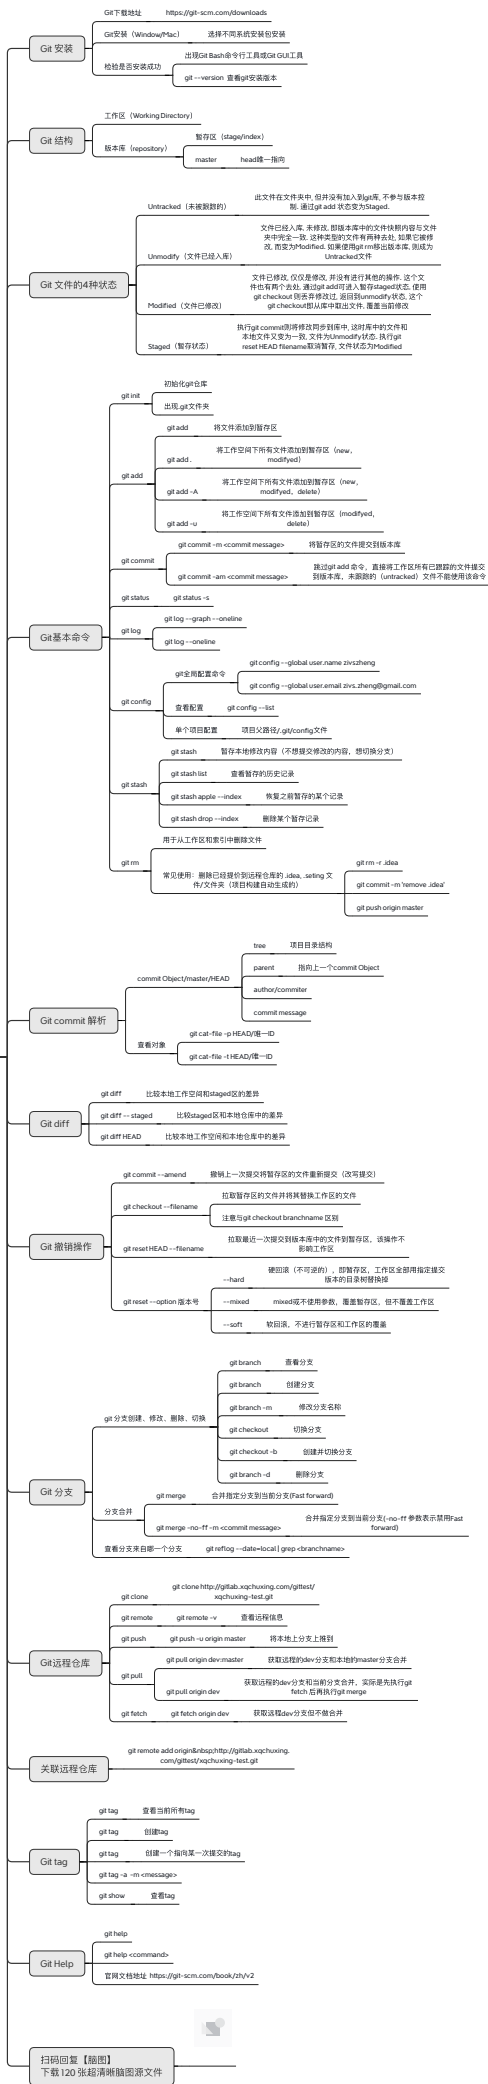 Git 安装
Git下载地址
https://git-scm.com/downloads
Git安装（Window/Mac）
选择不同系统安装包安装
检验是否安装成功
出现Git Bash命令行工具或Git GUI工具
git --version 查看git安装版本
Git 结构
工作区（Working Directory）
版本库（repository）
暂存区（stage/index）
master
head唯一指向
Git 文件的4种状态
Untracked（未被跟踪的）
此文件在文件夹中, 但并没有加入到git库, 不参与版本控
制. 通过git add 状态变为Staged.
Unmodify（文件已经入库）
文件已经入库, 未修改, 即版本库中的文件快照内容与文件
夹中完全一致. 这种类型的文件有两种去处, 如果它被修
改, 而变为Modified. 如果使用git rm移出版本库, 则成为
Untracked文件
Modified（文件已修改）
文件已修改, 仅仅是修改, 并没有进行其他的操作. 这个文
件也有两个去处, 通过git add可进入暂存staged状态, 使用
git checkout 则丢弃修改过, 返回到unmodify状态, 这个
git checkout即从库中取出文件, 覆盖当前修改
Staged（暂存状态）
执行git commit则将修改同步到库中, 这时库中的文件和
本地文件又变为一致, 文件为Unmodify状态. 执行git
reset HEAD filename取消暂存, 文件状态为Modified
Git基本命令
git init
初始化git仓库
出现.git文件夹
git add
git add
将文件添加到暂存区
git add .
将工作空间下所有文件添加到暂存区（new，
modifyed）
git add -A
将工作空间下所有文件添加到暂存区（new，
modifyed，delete）
git add -u
将工作空间下所有文件添加到暂存区（modifyed，
delete）
git commit
git commit -m <commit message>
将暂存区的文件提交到版本库
git commit -am <commit message>
跳过git add 命令，直接将工作区所有已跟踪的文件提交
到版本库，未跟踪的（untracked）文件不能使用该命令
git status
git status -s
git log
git log --graph --oneline
git log --oneline
git config
git全局配置命令
git config --global user.name zivszheng
git config --global user.email zivs.zheng@gmail.com
查看配置
git config --list
单个项目配置
项目父路径/.git/config文件
git stash
git stash
暂存本地修改内容（不想提交修改的内容，想切换分支）
git stash list
查看暂存的历史记录
git stash apple --index
恢复之前暂存的某个记录
git stash drop --index
删除某个暂存记录
git rm
用于从工作区和索引中删除文件
常见使用：删除已经提价到远程仓库的 .idea, .seting 文
件/文件夹（项目构建自动生成的）
git rm -r .idea
git commit -m 'remove .idea'
git push origin master
Git commit 解析
commit Object/master/HEAD
tree
项目目录结构
parent
指向上一个commit Object
author/commiter
commit message
查看对象
git cat-file -p HEAD/唯一ID
git cat-file -t HEAD/唯一ID
Git diff
git diff
比较本地工作空间和staged区的差异
git diff -- staged
比较staged区和本地仓库中的差异
git diff HEAD
比较本地工作空间和本地仓库中的差异
Git 撤销操作
git commit --amend
撤销上一次提交将暂存区的文件重新提交（改写提交）
git checkout --filename
拉取暂存区的文件并将其替换工作区的文件
注意与git checkout branchname 区别
git reset HEAD --filename
拉取最近一次提交到版本库中的文件到暂存区，该操作不
影响工作区
git reset --option 版本号
--hard
硬回滚（不可逆的），即暂存区，工作区全部用指定提交
版本的目录树替换掉
--mixed
mixed或不使用参数，覆盖暂存区，但不覆盖工作区
--soft
软回滚，不进行暂存区和工作区的覆盖
Git 分支
git 分支创建、修改、删除、切换
git branch
查看分支
git branch
创建分支
git branch -m
修改分支名称
git checkout
切换分支
git checkout -b
创建并切换分支
git branch -d
删除分支
分支合并
git merge
合并指定分支到当前分支(Fast forward)
git merge -no-ff -m <commit message>
合并指定分支到当前分支(-no-ff 参数表示禁用Fast
forward)
查看分支来自哪一个分支
git reflog --date=local | grep <branchname>
Git远程仓库
git clone
git clone http://gitlab.xqchuxing.com/gittest/
xqchuxing-test.git
git remote
git remote -v
查看远程信息
git push
git push -u origin master
将本地上分支上推到
git pull
git pull origin dev:master
获取远程的dev分支和本地的master分支合并
git pull origin dev
获取远程的dev分支和当前分支合并，实际是先执行git
fetch 后再执行git merge
git fetch
git fetch origin dev
获取远程dev分支但不做合并
关联远程仓库
git remote add origin&nbsp;http://gitlab.xqchuxing.
com/gittest/xqchuxing-test.git
Git tag
git tag
查看当前所有tag
git tag
创建tag
git tag
创建一个指向某一次提交的tag
git tag -a -m <message>
git show
查看tag
Git Help
git help
git help <command>
官网文档地址 https://git-scm.com/book/zh/v2
扫码回复【脑图】
下载 120 张超清晰脑图源文件